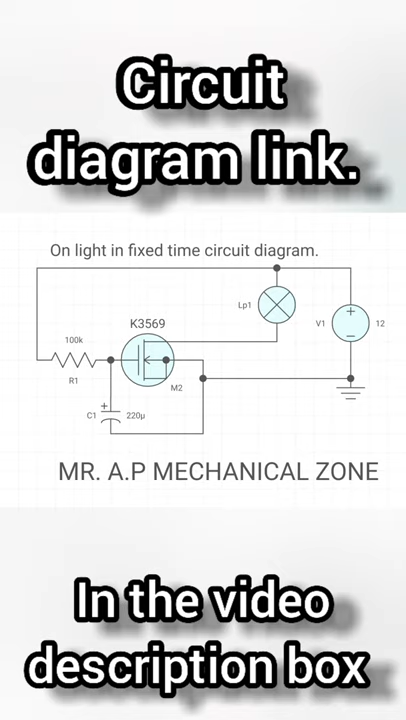 Circuit
diagram link.
On light in fixed time circuit diagram.
Lp1
K3569
V1
12
100k
R1
M2
C1
220µ
MR. A.P MECHANICAL ZONE
In the video
description box